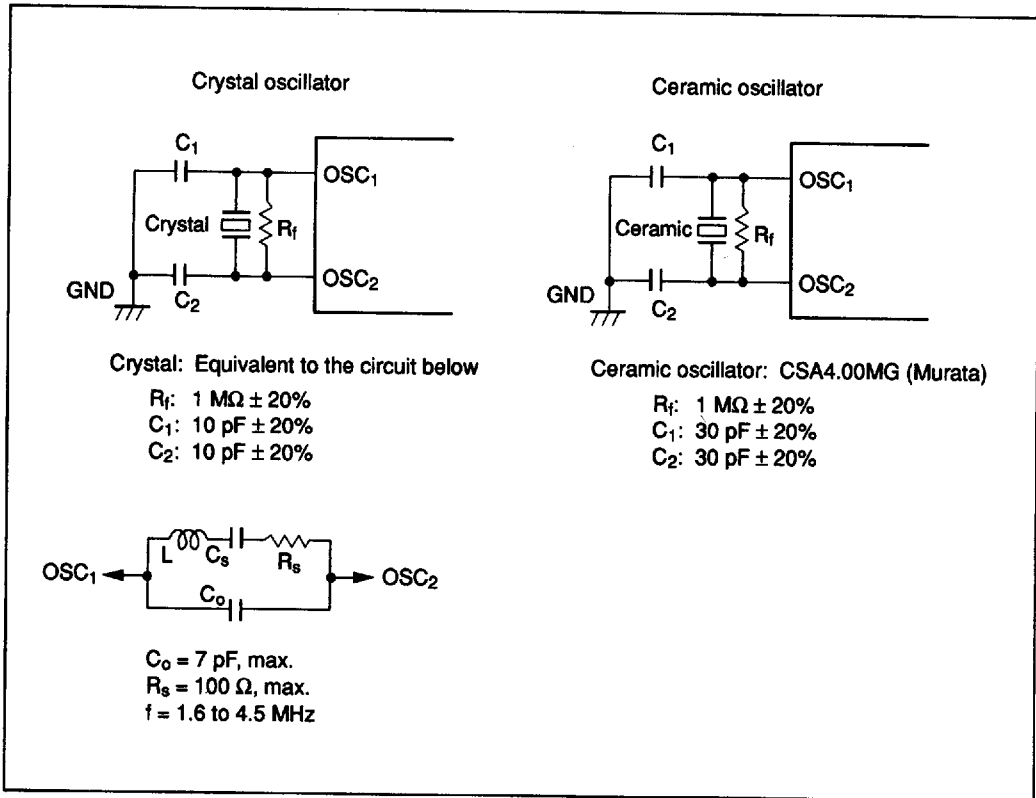 Crystal oscillator
C1
OSC1
Crystal
Rf
OSC2
GND
C2
Crystal: Equivalent to the circuit below
Rf: 1 MΩ ± 20%
C1: 10 pF ± 20%
C2: 10 pF ± 20%
L
Cs
Rs
OSC1
OSC2
Co
Co = 7 pF, max.
Rs = 100 Ω, max.
f = 1.6 to 4.5 MHz
Ceramic oscillator
C1
OSC1
Ceramic
Rf
OSC2
GND
C2
Ceramic oscillator: CSA4.00MG (Murata)
Rf: 1 MΩ ± 20%
C1: 30 pF ± 20%
C2: 30 pF ± 20%